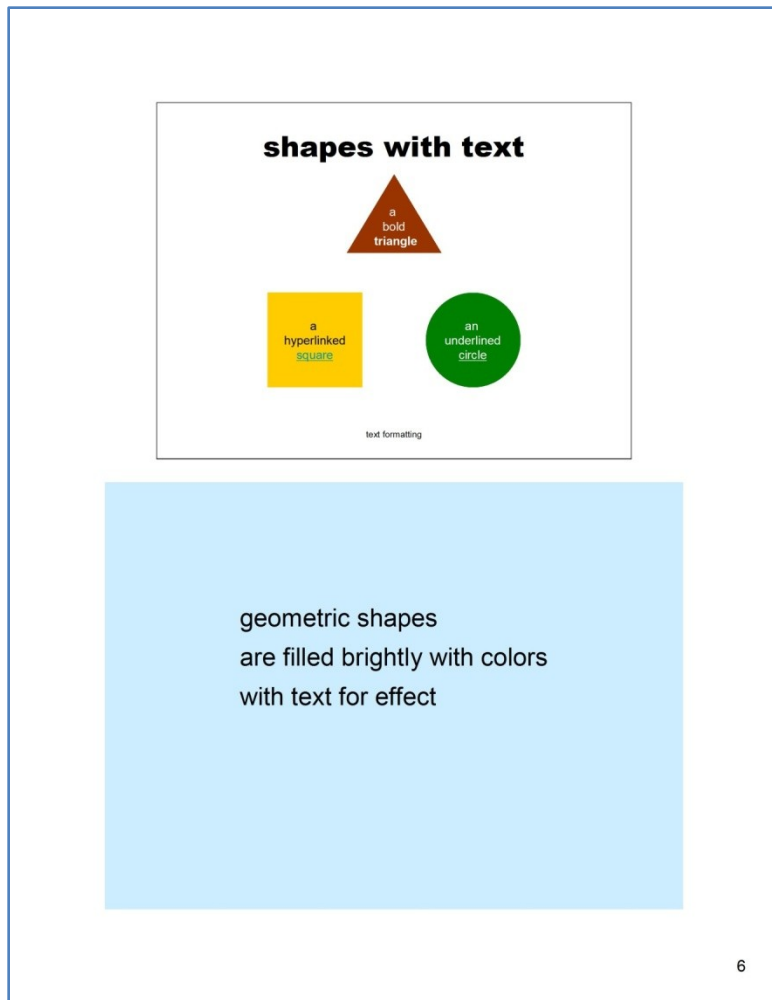 shapes with text
a
bold
triangle
a
hyperlinked
square
an
underlined
circle
text formatting
geometric shapes
are filled brightly with colors
with text for effect
6